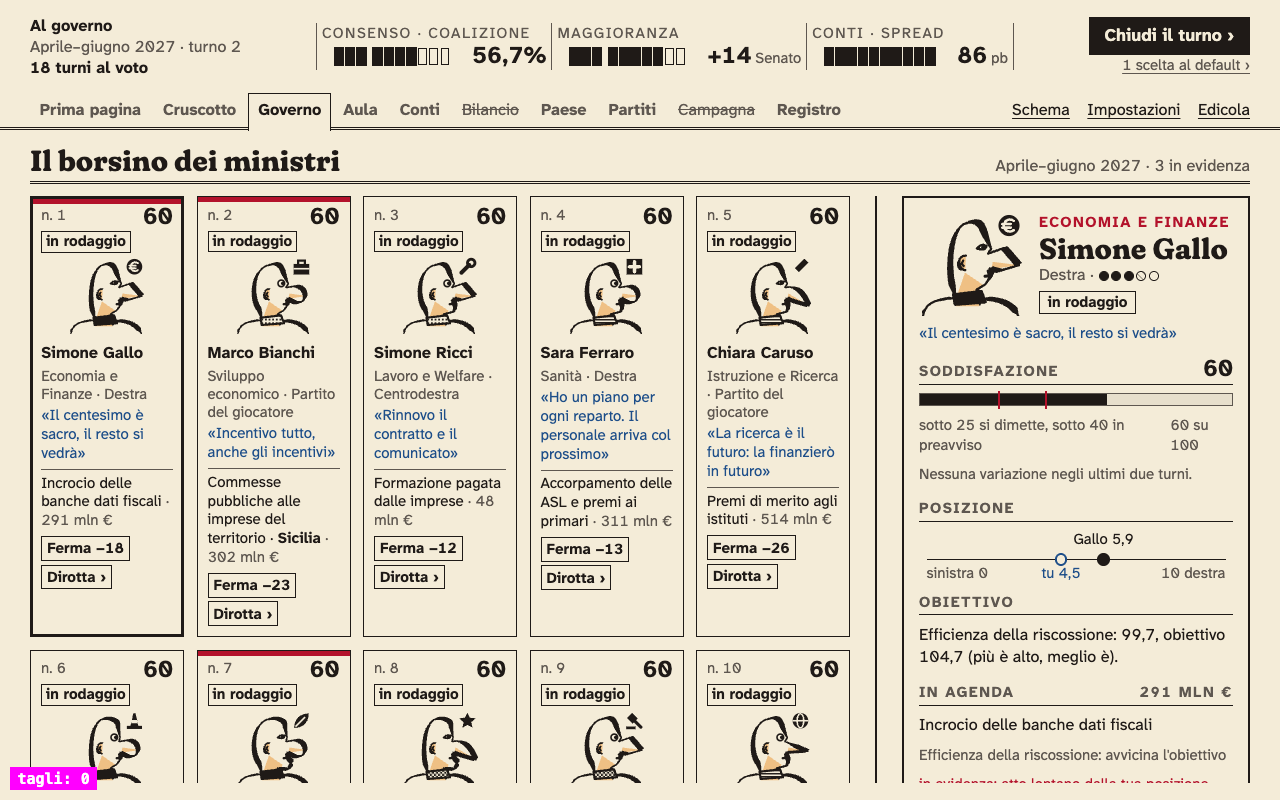 Al governo
Aprile–giugno 2027 · turno 2
18 turni al voto
CONSENSO · COALIZIONE
56,7%
MAGGIORANZA
+14 Senato
CONTI · SPREAD
86 pb
Chiudi il turno ›
1 scelta al default ›
Prima pagina
Cruscotto
Governo
Aula
Conti
Bilancio
Paese
Partiti
Campagna
Registro
Schema
Impostazioni
Edicola
Il borsino dei ministri
Aprile–giugno 2027 · 3 in evidenza
n. 1
60
in rodaggio
Simone Gallo
Economia e
Finanze · Destra
«Il centesimo è
sacro, il resto si
vedrà»
Incrocio delle
banche dati fiscali ·
291 mln €
Ferma –18
Dirotta ›
n. 2
60
in rodaggio
Marco Bianchi
Sviluppo
economico · Partito
del giocatore
«Incentivo tutto,
anche gli incentivi»
Commesse
pubbliche alle
imprese del
territorio · Sicilia ·
302 mln €
Ferma –23
Dirotta ›
n. 3
60
in rodaggio
Simone Ricci
Lavoro e Welfare ·
Centrodestra
«Rinnovo il
contratto e il
comunicato»
Formazione pagata
dalle imprese · 48
mln €
Ferma –12
Dirotta ›
n. 4
60
in rodaggio
Sara Ferraro
Sanità · Destra
«Ho un piano per
ogni reparto. Il
personale arriva col
prossimo»
Accorpamento delle
ASL e premi ai
primari · 311 mln €
Ferma –13
Dirotta ›
n. 5
60
in rodaggio
Chiara Caruso
Istruzione e Ricerca
· Partito del
giocatore
«La ricerca è il
futuro: la finanzierò
in futuro»
Premi di merito agli
istituti · 514 mln €
Ferma –26
Dirotta ›
n. 6
60
in rodaggio
n. 7
60
in rodaggio
n. 8
60
in rodaggio
n. 9
60
in rodaggio
n. 10
60
in rodaggio
ECONOMIA E FINANZE
Simone Gallo
Destra ·
in rodaggio
«Il centesimo è sacro, il resto si vedrà»
SODDISFAZIONE
60
sotto 25 si dimette, sotto 40 in
preavviso
60 su
100
Nessuna variazione negli ultimi due turni.
POSIZIONE
Gallo 5,9
sinistra 0
tu 4,5
10 destra
OBIETTIVO
Efficienza della riscossione: 99,7, obiettivo
104,7 (più è alto, meglio è).
IN AGENDA
291 MLN €
Incrocio delle banche dati fiscali
Efficienza della riscossione: avvicina l'obiettivo
tagli: 0